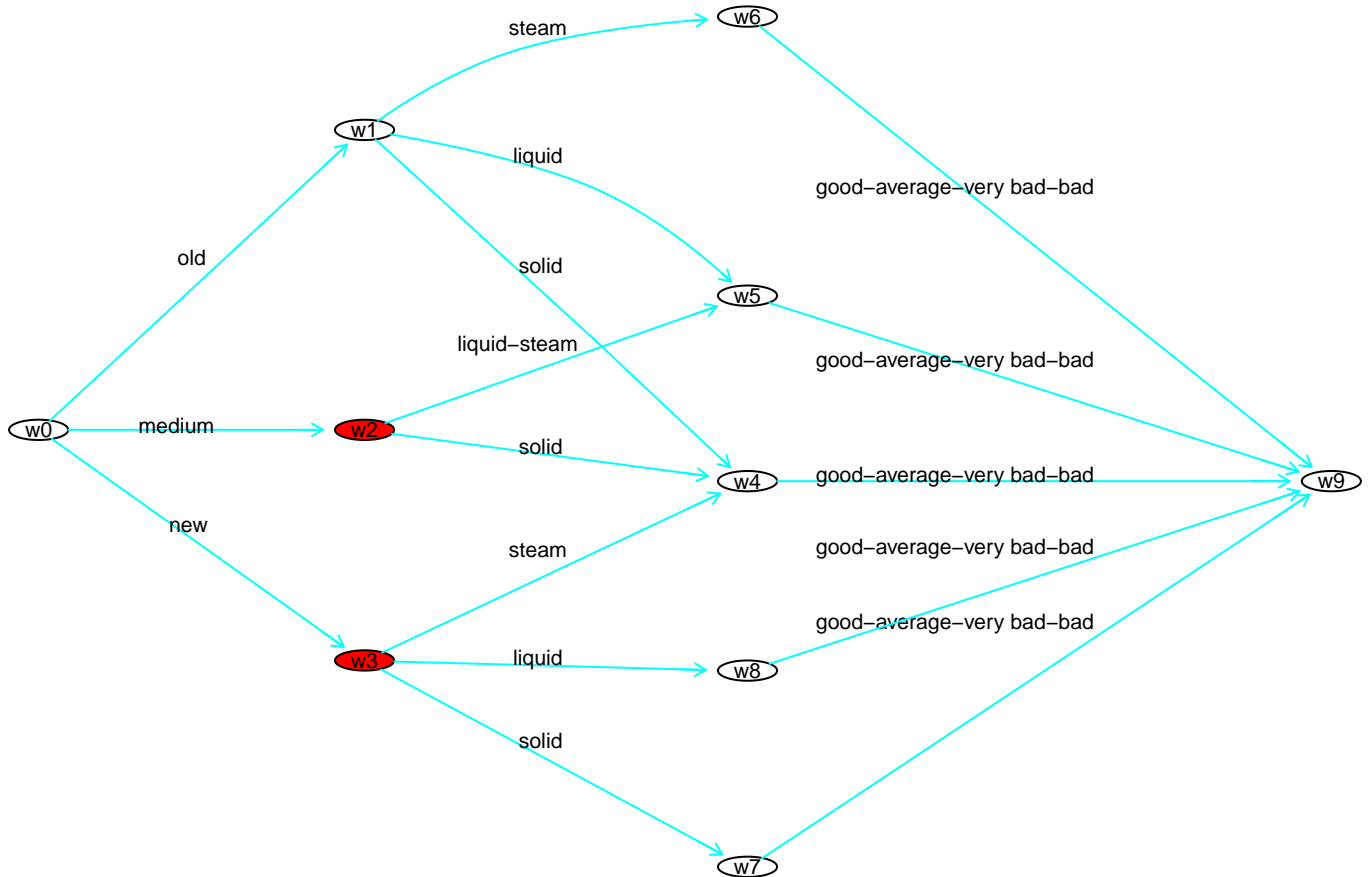 w6
steam
w1
liquid
good−average−very bad−bad
old
solid
w5
liquid−steam
good−average−very bad−bad
w0
medium
w2
solid
w4
good−average−very bad−bad
w9
new
steam
good−average−very bad−bad
w3
liquid
w8
good−average−very bad−bad
solid
w7